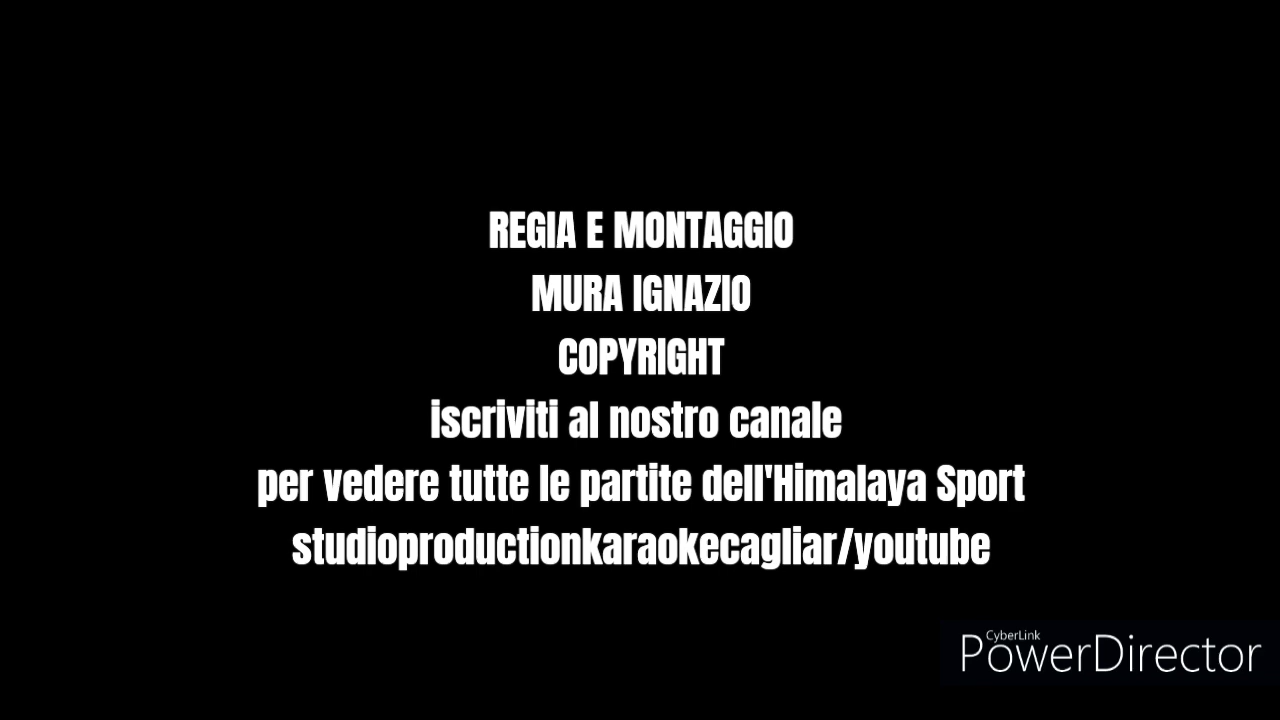 REGIA E MONTAGGIO
MURA IGNAZIO
COPYRIGHT
iscriviti al nostro canale
per vedere tutte le partite dell'Himalaya Sport
studioproductionkaraokecagliar/youtube
CyberLink
PowerDirector